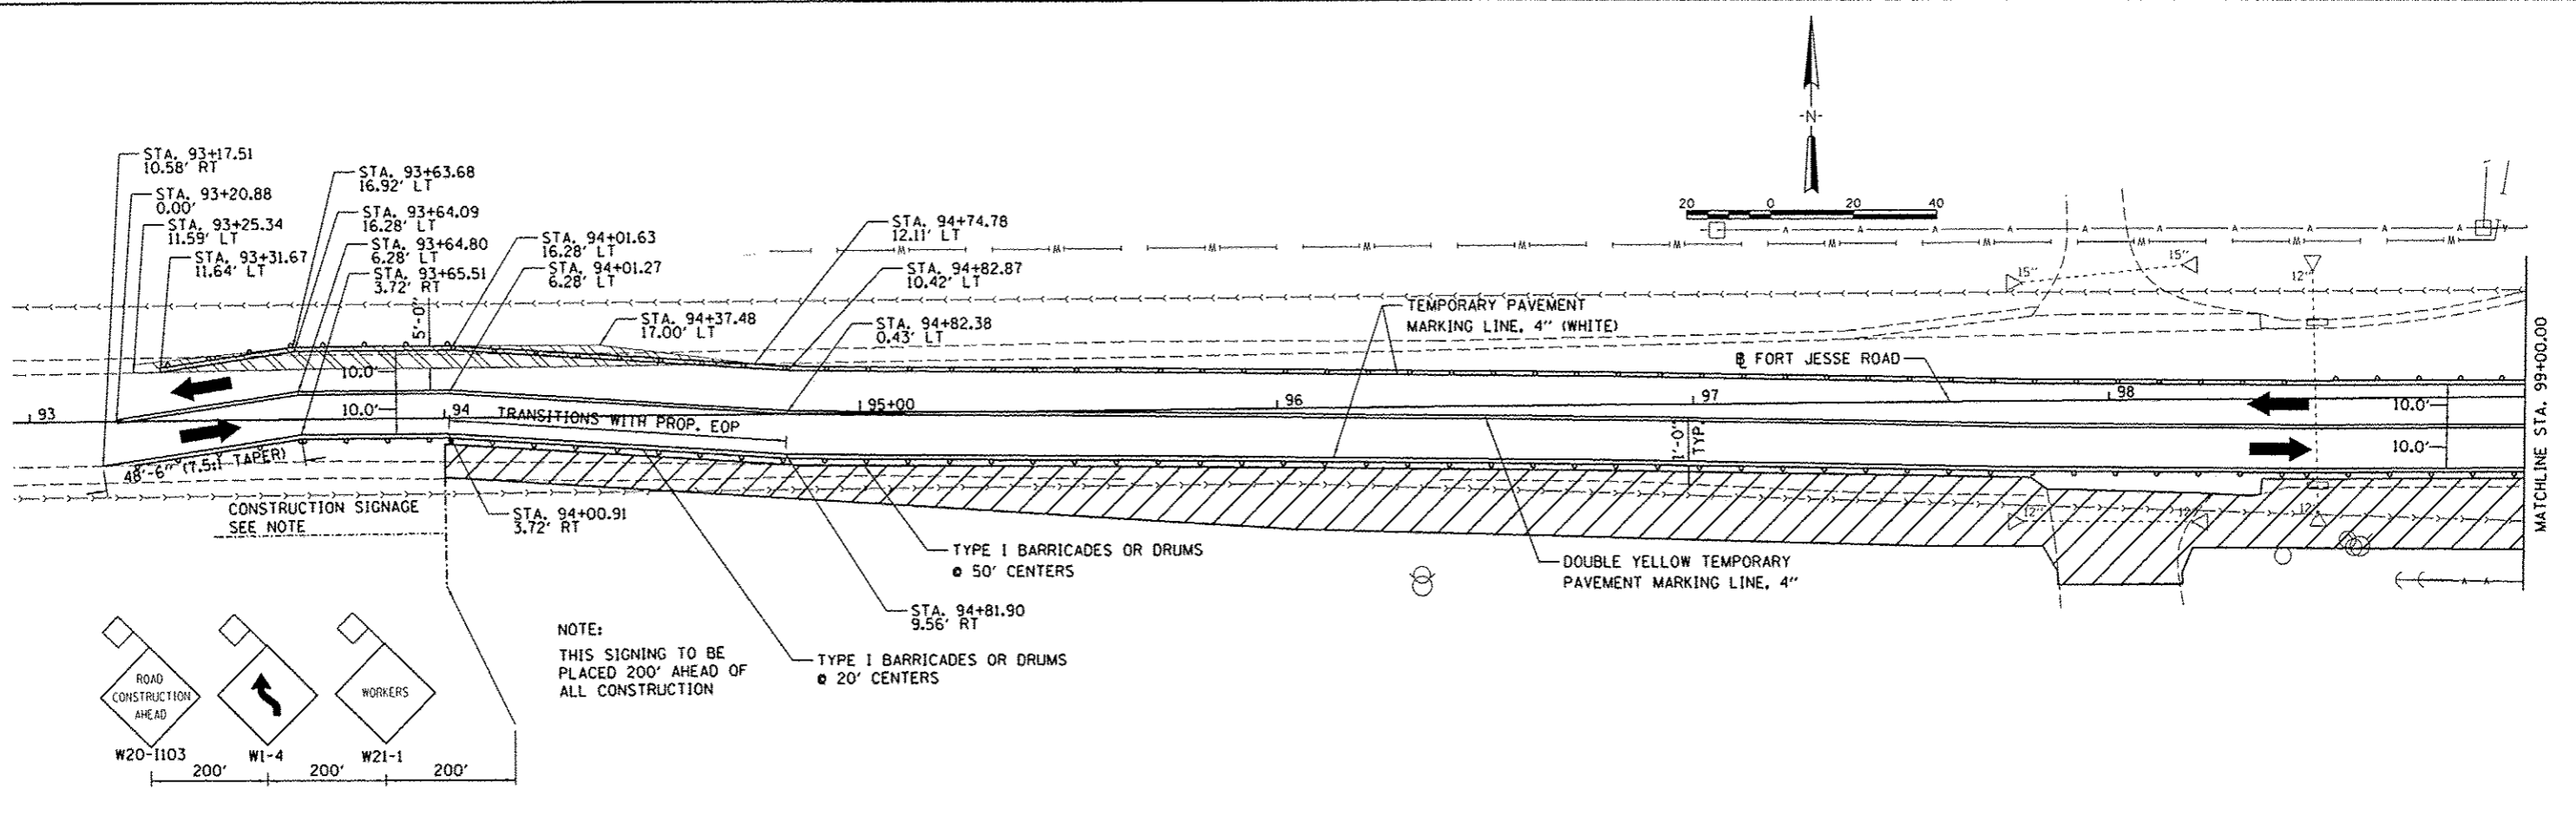 STA. 93+17.51
10.58' RT
STA. 93+20.88
0.00'
STA. 93+25.34
11.59' LT
STA. 93+31.67
11.64' LT
STA. 93+63.68
16.92' LT
STA. 93+64.09
16.28' LT
STA. 93+64.80
6.28' LT
STA. 93+65.51
3.72' RT
5'-0"
STA. 94+01.63
16.28' LT
STA. 94+01.27
6.28' LT
STA. 94+37.48
17.00' LT
STA. 94+74.78
12.11' LT
STA. 94+82.87
10.42' LT
STA. 94+82.38
0.43' LT
-N-
20 0 20 40
TEMPORARY PAVEMENT
MARKING LINE, 4" (WHITE)
FORT JESSE ROAD
15"
15"
12"
MATCHLINE STA. 99+00.00
10.0'
10.0'
93
94
95+00
96
97
98
10.0'
10.0'
TRANSITIONS WITH PROP. EOP
48'-6" (7.5:1 TAPER)
1'-0"
TYP.
CONSTRUCTION SIGNAGE
SEE NOTE
STA. 94+00.91
3.72' RT
TYPE I BARRICADES OR DRUMS
@ 50' CENTERS
STA. 94+81.90
9.56' RT
TYPE I BARRICADES OR DRUMS
@ 20' CENTERS
DOUBLE YELLOW TEMPORARY
PAVEMENT MARKING LINE, 4"
12"
12"
12"
NOTE:
THIS SIGNING TO BE
PLACED 200' AHEAD OF
ALL CONSTRUCTION
ROAD
CONSTRUCTION
AHEAD
WORKERS
W20-1103
W1-4
W21-1
200'
200'
200'